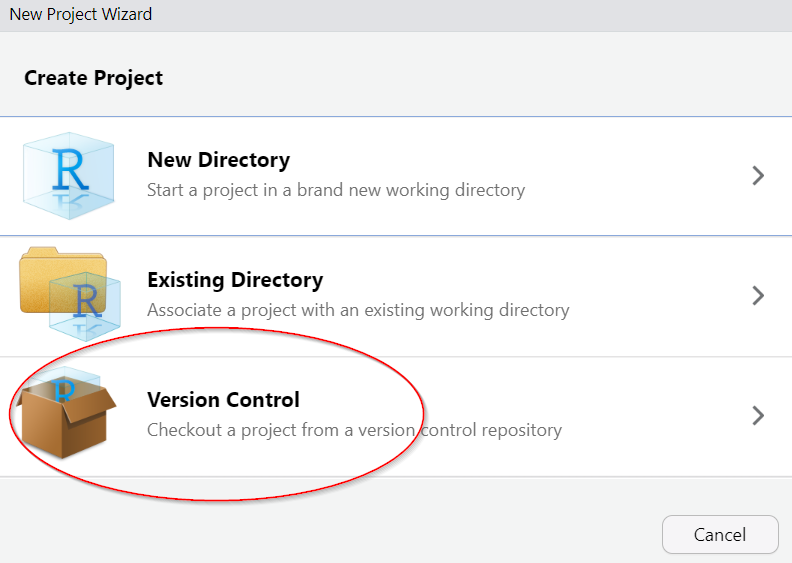 New Project Wizard
Create Project
R
New Directory
Start a project in a brand new working directory
R
Existing Directory
Associate a project with an existing working directory
R
Version Control
Checkout a project from a version control repository
Cancel